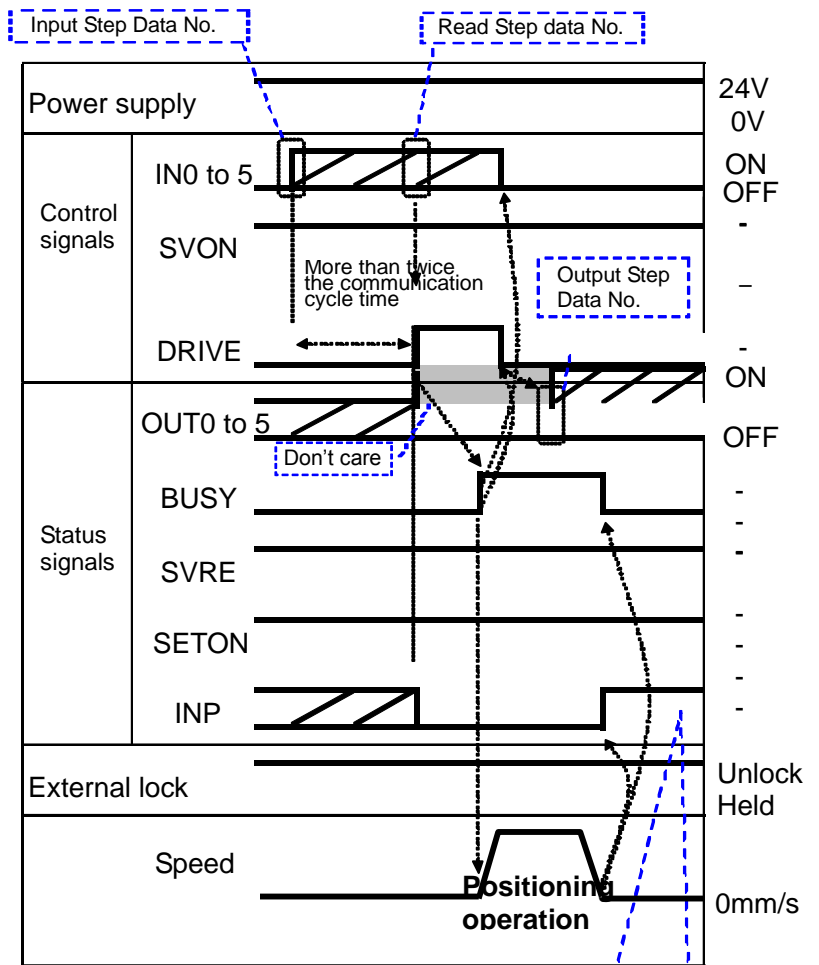 Input Step Data No.
Read Step data No.
Power supply
24V
0V
Control
signals
IN0 to 5
ON
OFF
SVON
-
More than twice
the communication
cycle time
–
Output Step
Data No.
DRIVE
-
ON
OUT0 to 5
OFF
Don't care
Status
signals
BUSY
-
-
SVRE
-
SETON
-
-
INP
-
-
External lock
Unlock
Held
Speed
Positioning
operation
0mm/s